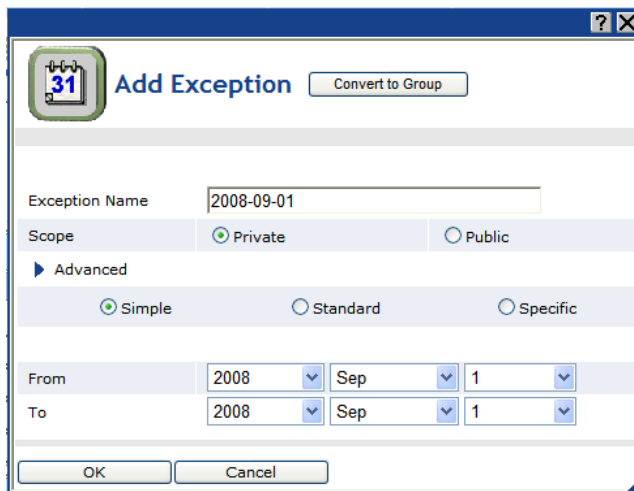 ? X
31 Add Exception Convert to Group
Exception Name 2008-09-01
Scope Private Public
Advanced
Simple Standard Specific
From 2008 Sep 1
To 2008 Sep 1
OK Cancel